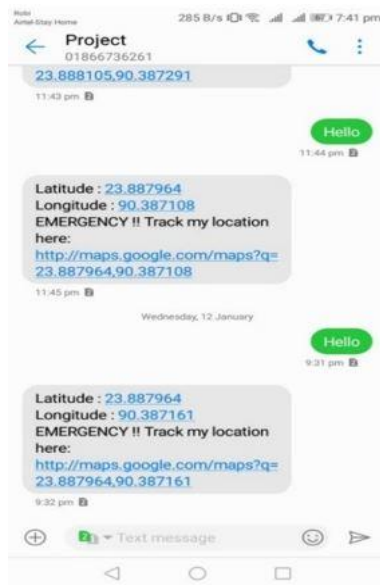 Robi
Airtel-Stay Home
285 B/s
7:41 pm
Project
01866736261
23.888105,90.387291
11:43 pm
Hello
11:44 pm
Latitude : 23.887964
Longitude : 90.387108
EMERGENCY !! Track my location
here:
http://maps.google.com/maps?q=
23.887964,90.387108
11:45 pm
Wednesday, 12 January
Hello
9:31 pm
Latitude : 23.887964
Longitude : 90.387161
EMERGENCY !! Track my location
here:
http://maps.google.com/maps?q=
23.887964,90.387161
9:32 pm
Text message